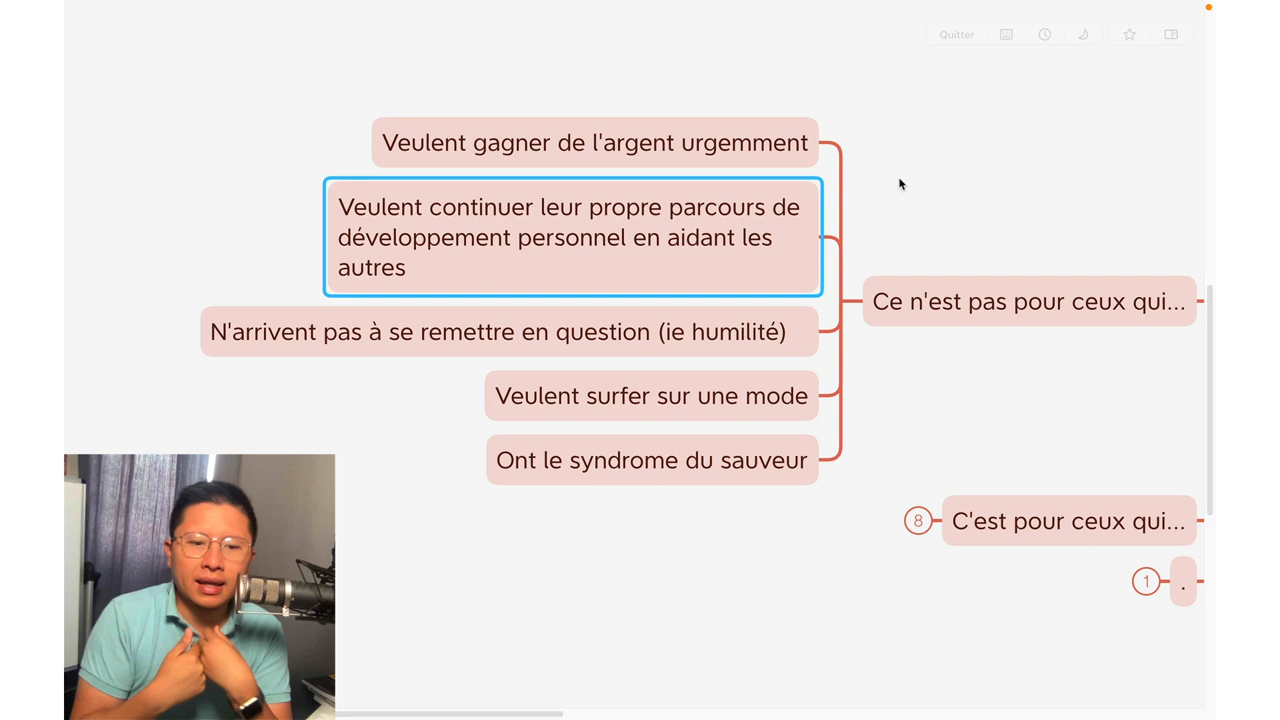 Quitter
Veulent gagner de l'argent urgemment
Veulent continuer leur propre parcours de
développement personnel en aidant les
autres
Ce n'est pas pour ceux qui...
N'arrivent pas à se remettre en question (ie humilité)
Veulent surfer sur une mode
Ont le syndrome du sauveur
8
C'est pour ceux qui...
1
.